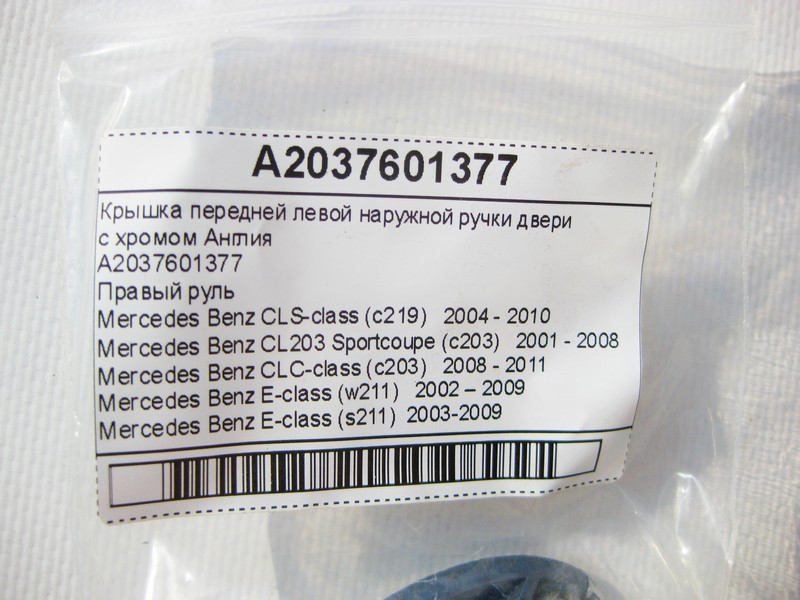 A2037601377
Крышка передней левой наружной ручки двери
с хромом Англия
A2037601377
Правый руль
Mercedes Benz CLS-class (c219) 2004 - 2010
Mercedes Benz CL203 Sportcoupe (c203) 2001 - 2008
Mercedes Benz CLC-class (c203) 2008 - 2011
Mercedes Benz E-class (w211) 2002 – 2009
Mercedes Benz E-class (s211) 2003-2009